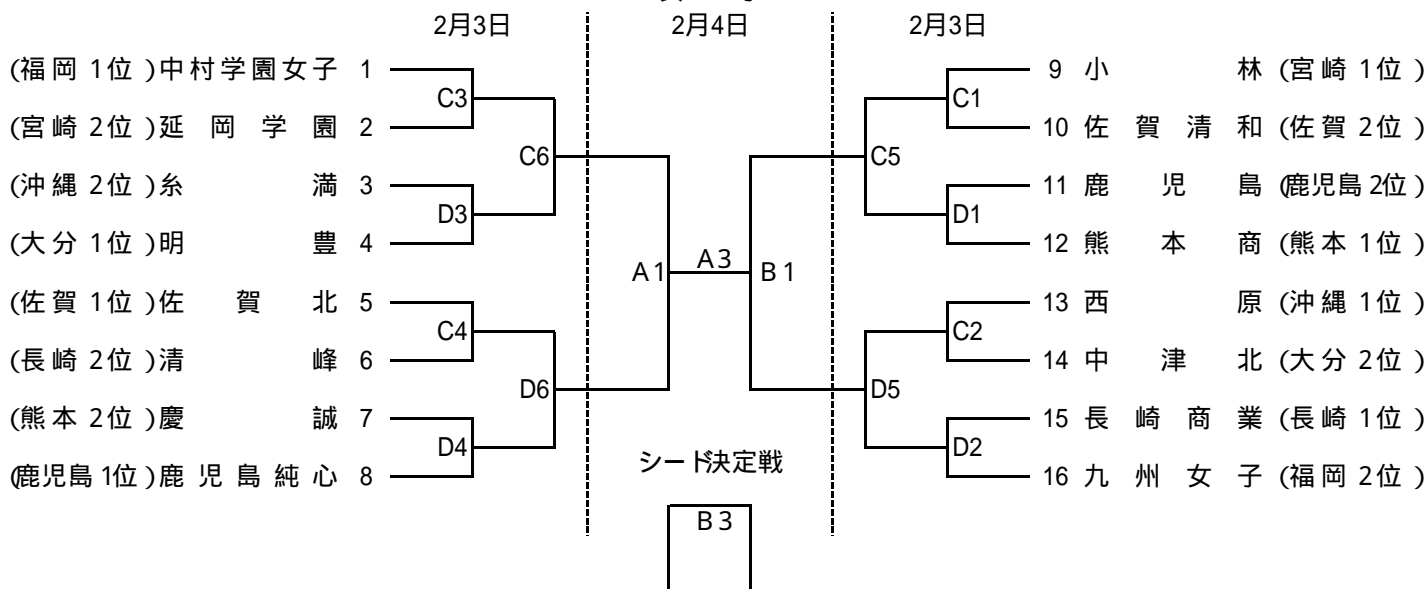 2月3日 2月4日 2月3日
(福岡 1位)中村学園女子 1 9 小林 (宮崎 1位)
C3 C1
(宮崎 2位)延岡学園 2 10 佐賀清和 (佐賀 2位)
C6 C5
(沖縄 2位)糸満 3 11 鹿児島 (鹿児島 2位)
D3 D1
(大分 1位)明豊 4 12 熊本商 (熊本 1位)
A1 A3 B1
(佐賀 1位)佐賀北 5 13 西原 (沖縄 1位)
C4 C2
(長崎 2位)清峰 6 14 中津北 (大分 2位)
D6 D5
(熊本 2位)慶誠 7 15 長崎商業 (長崎 1位)
D4 D2
シード決定戦
(鹿児島 1位)鹿児島純心 8 16 九州女子 (福岡 2位)
B3